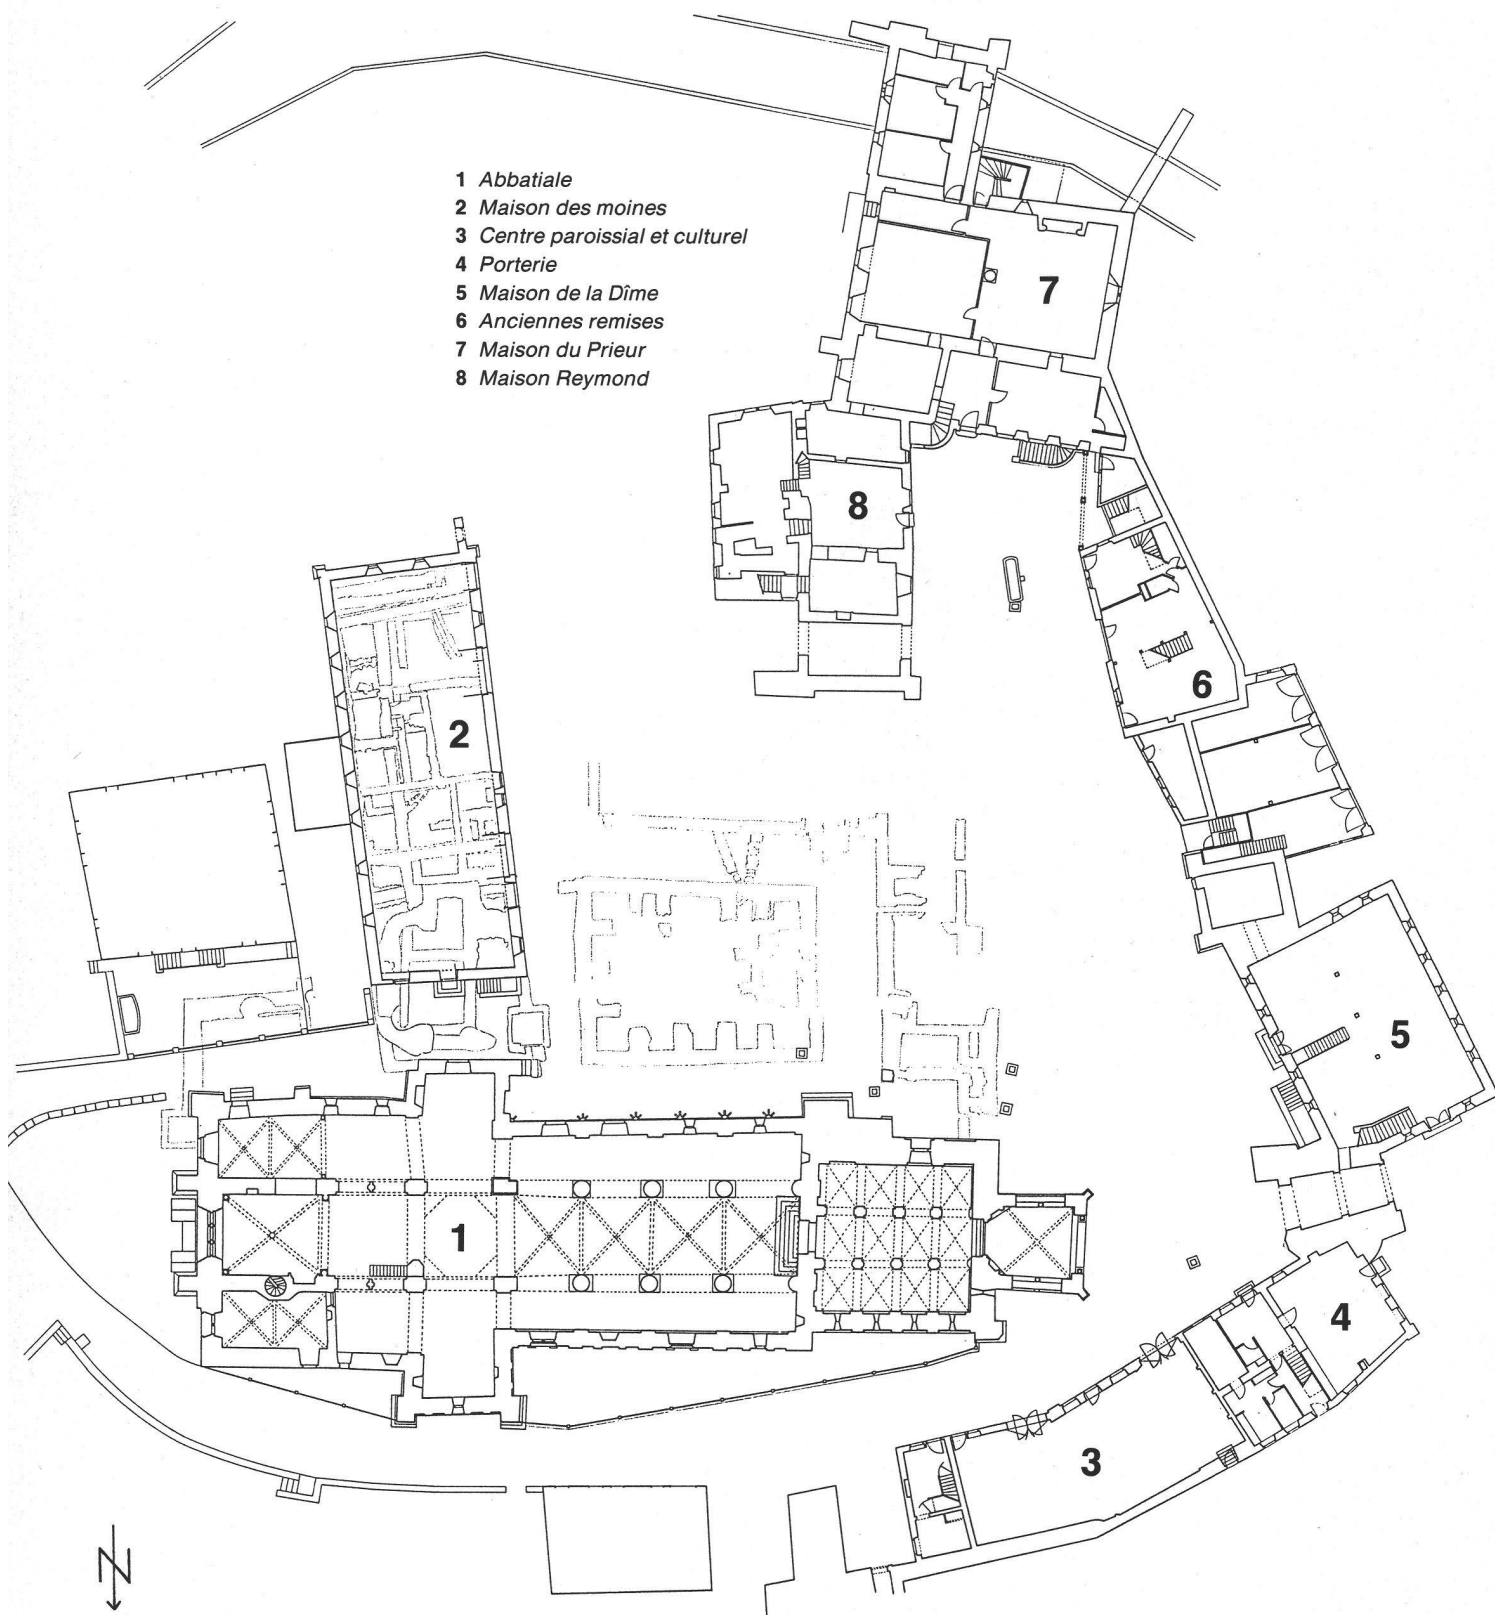 1 Abbatiale
2 Maison des moines
3 Centre paroissial et culturel
4 Porterie
5 Maison de la Dîme
6 Anciennes remises
7 Maison du Prieur
8 Maison Reymond
7
8
6
2
5
1
4
3
N